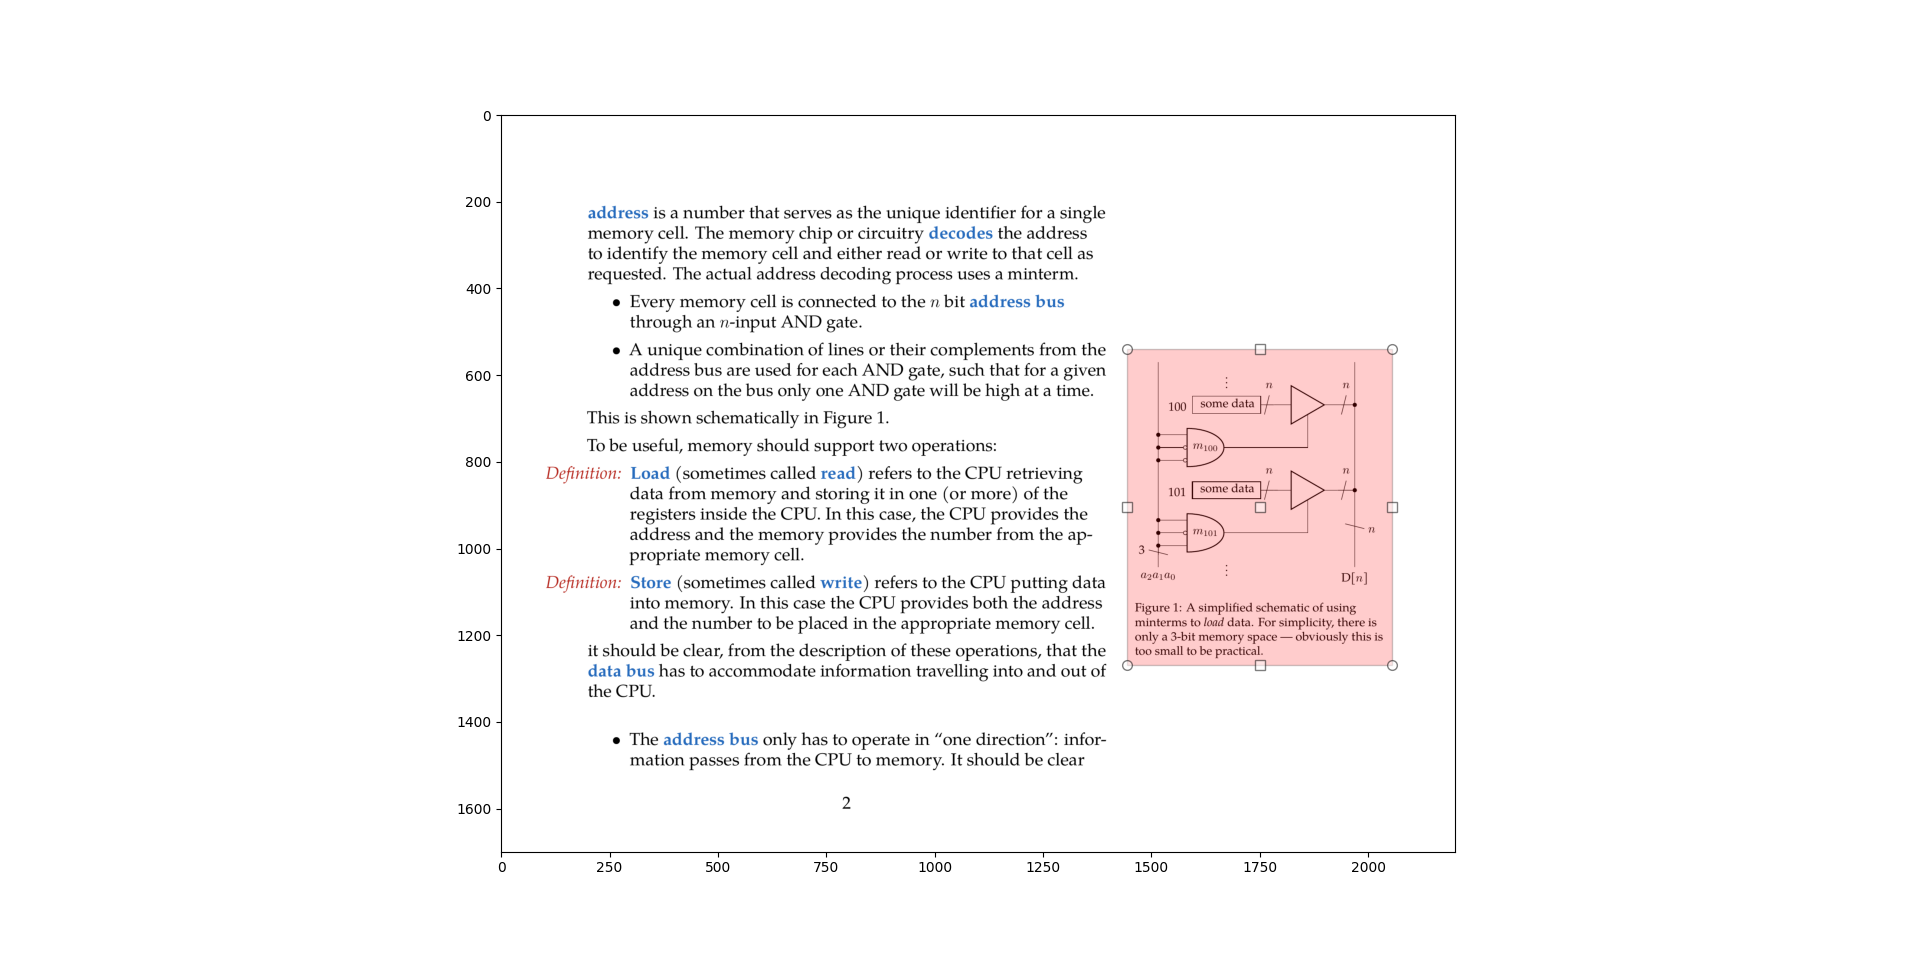 0
200
400
600
800
1000
1200
1400
1600
address is a number that serves as the unique identifier for a single
memory cell. The memory chip or circuitry decodes the address
to identify the memory cell and either read or write to that cell as
requested. The actual address decoding process uses a minterm.
• Every memory cell is connected to the n bit address bus
through an n-input AND gate.
• A unique combination of lines or their complements from the
address bus are used for each AND gate, such that for a given
address on the bus only one AND gate will be high at a time.
This is shown schematically in Figure 1.
To be useful, memory should support two operations:
Definition: Load (sometimes called read) refers to the CPU retrieving
data from memory and storing it in one (or more) of the
registers inside the CPU. In this case, the CPU provides the
address and the memory provides the number from the ap-
propriate memory cell.
Definition: Store (sometimes called write) refers to the CPU putting data
into memory. In this case the CPU provides both the address
and the number to be placed in the appropriate memory cell.
it should be clear, from the description of these operations, that the
data bus has to accommodate information travelling into and out of
the CPU.
• The address bus only has to operate in “one direction”: infor-
mation passes from the CPU to memory. It should be clear
2
⋮
n n
100 some data
m₁₀₀
n n
101 some data
m₁₀₁
n
3
⋮
a₂a₁a₀ D[n]
Figure 1: A simplified schematic of using
minterms to load data. For simplicity, there is
only a 3-bit memory space — obviously this is
too small to be practical.
0 250 500 750 1000 1250 1500 1750 2000